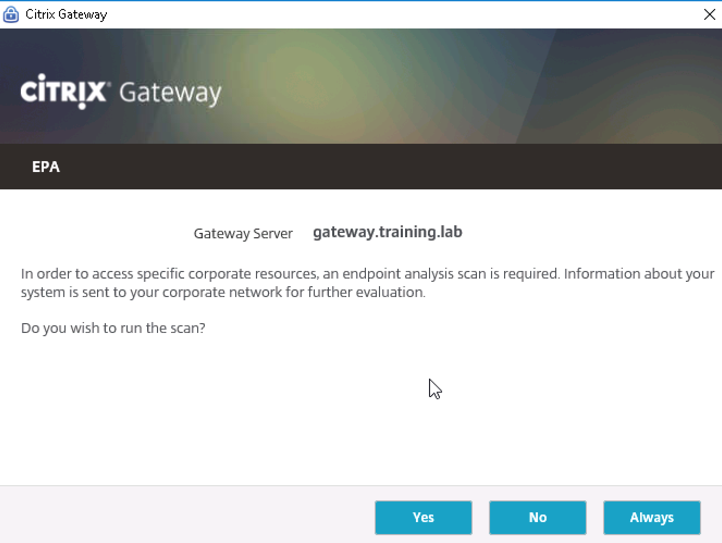 Citrix Gateway
CITRIX Gateway
EPA
Gateway Server gateway.training.lab
In order to access specific corporate resources, an endpoint analysis scan is required. Information about your
system is sent to your corporate network for further evaluation.
Do you wish to run the scan?
Yes No Always